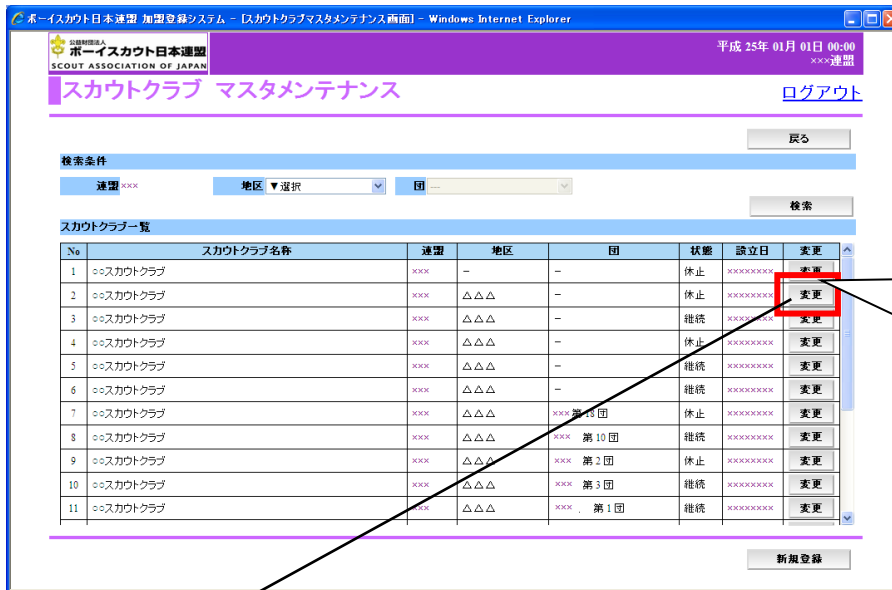 ボーイスカウト日本連盟 加盟登録システム - [スカウトクラブマスタメンテナンス画面] - Windows Internet Explorer
公益財団法人
ボーイスカウト日本連盟
SCOUT ASSOCIATION OF JAPAN
平成 25年 01月 01日 00:00
×××連盟
スカウトクラブ マスタメンテナンス
ログアウト
戻る
検索条件
連盟 ××× 地区 ▼選択 団 ―
検索
スカウトクラブ一覧
No スカウトクラブ名称 連盟 地区 団 状態 設立日 変更
1 ○○スカウトクラブ ××× − − 休止 ×××××××× 変更
2 ○○スカウトクラブ ××× △△△ − 休止 ×××××××× 変更
3 ○○スカウトクラブ ××× △△△ − 継続 ×××××××× 変更
4 ○○スカウトクラブ ××× △△△ − 休止 ×××××××× 変更
5 ○○スカウトクラブ ××× △△△ − 継続 ×××××××× 変更
6 ○○スカウトクラブ ××× △△△ − 継続 ×××××××× 変更
7 ○○スカウトクラブ ××× △△△ ××× 第 18 団 休止 ×××××××× 変更
8 ○○スカウトクラブ ××× △△△ ××× 第 10 団 継続 ×××××××× 変更
9 ○○スカウトクラブ ××× △△△ ××× 第 2 団 休止 ×××××××× 変更
10 ○○スカウトクラブ ××× △△△ ××× 第 3 団 継続 ×××××××× 変更
11 ○○スカウトクラブ ××× △△△ ××× . 第 1 団 継続 ×××××××× 変更
新規登録